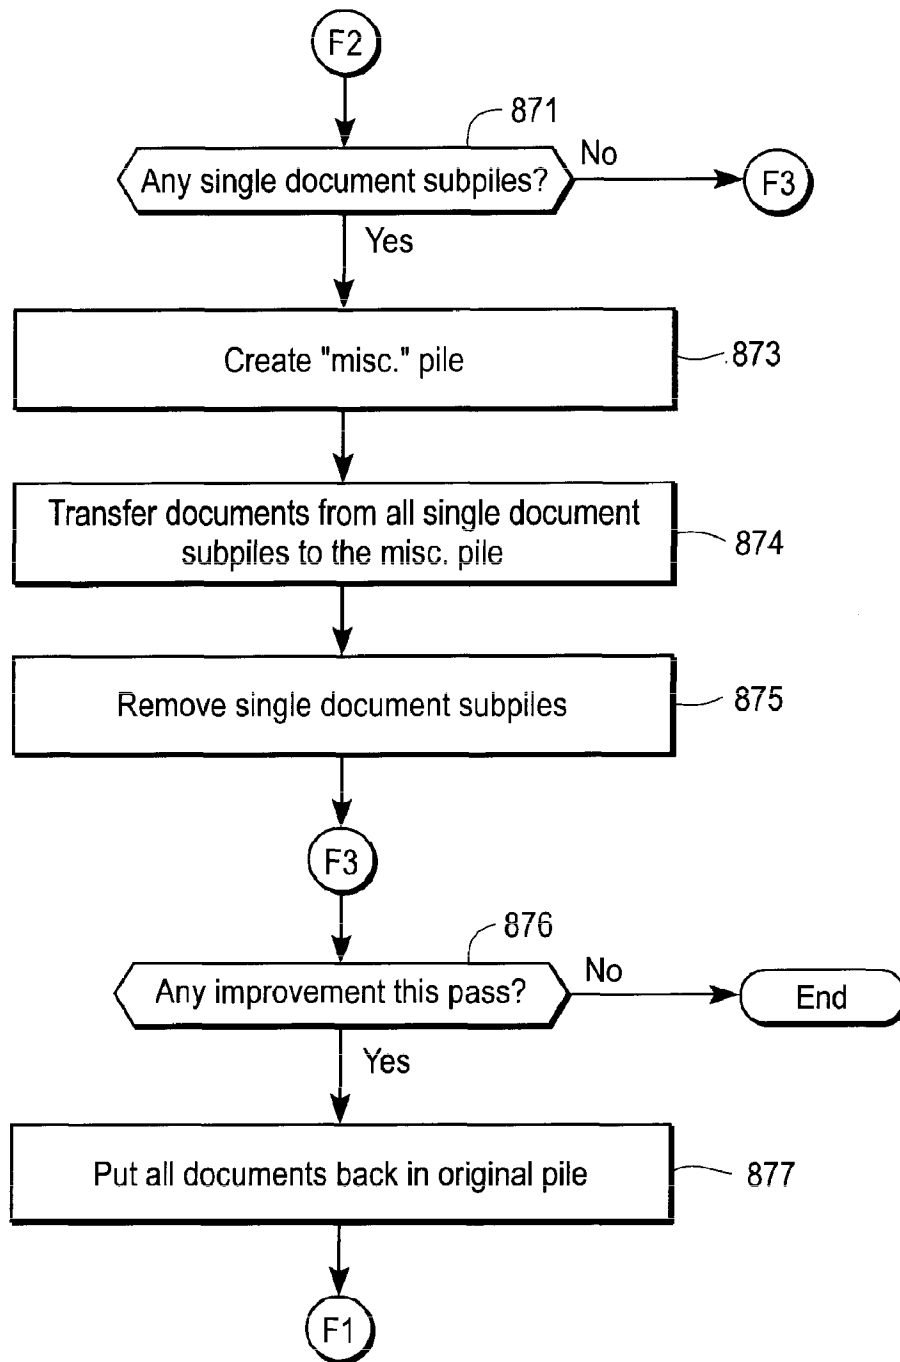 F2
871
Any single document subpiles?
No
F3
Yes
Create "misc." pile
873
Transfer documents from all single document
subpiles to the misc. pile
874
Remove single document subpiles
875
F3
876
Any improvement this pass?
No
End
Yes
Put all documents back in original pile
877
F1